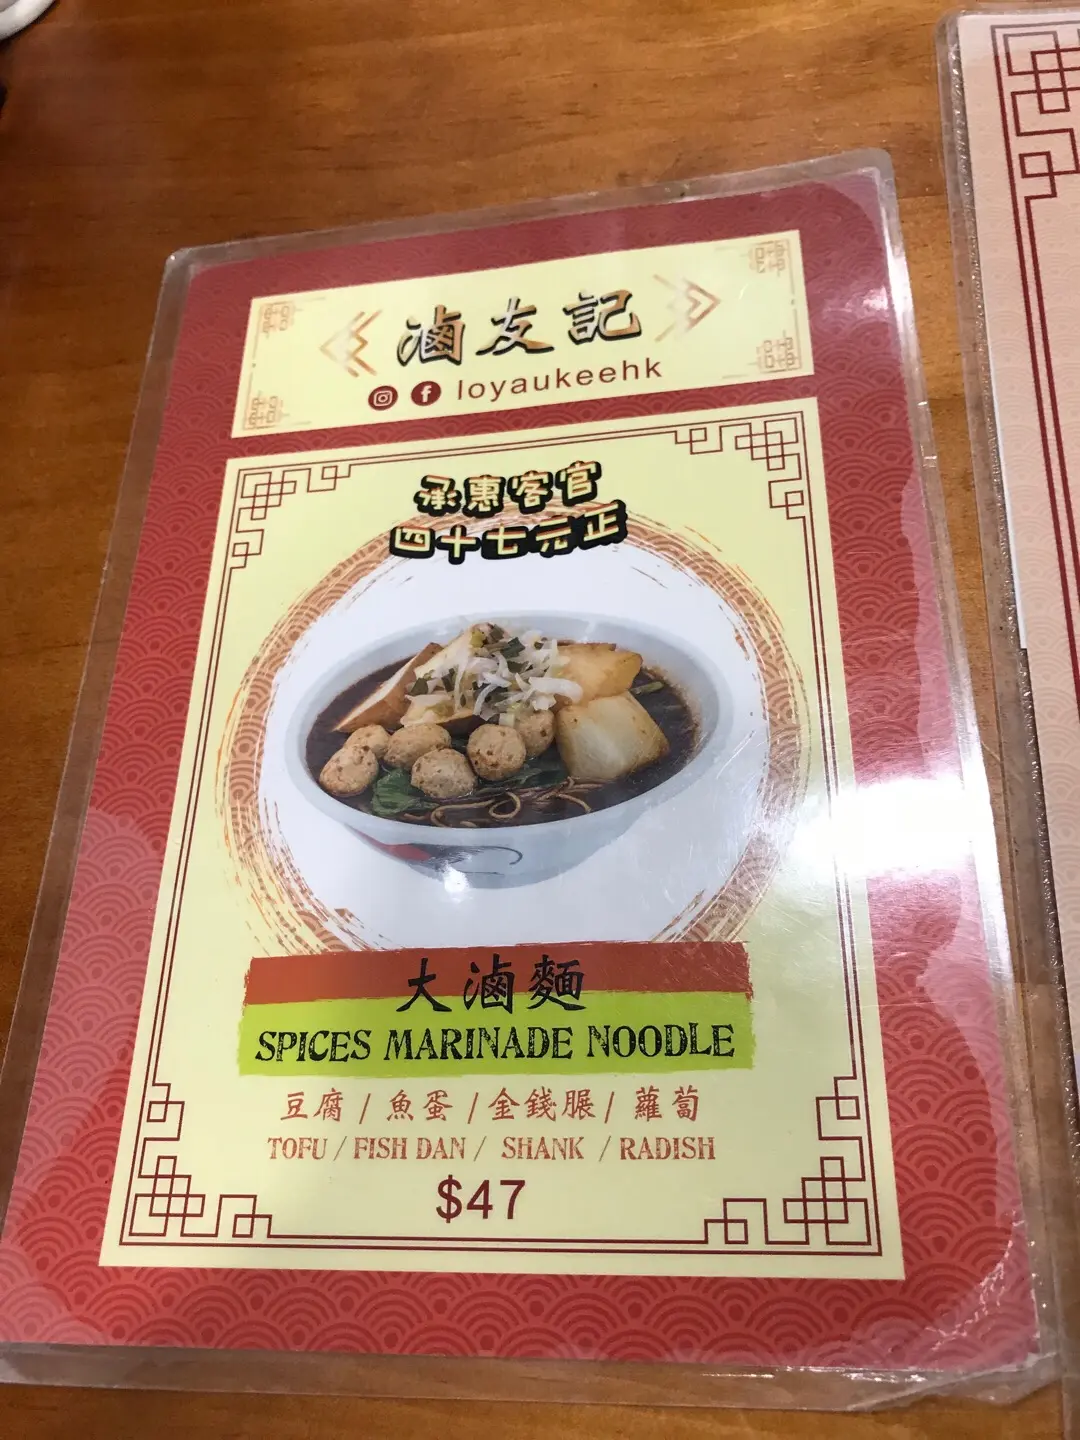 滷友記
loyaukeehk
承惠客官
四十七元正
大滷麵
SPICES MARINADE NOODLE
豆腐 / 魚蛋 / 金錢脹 / 蘿蔔
TOFU / FISH DAN / SHANK / RADISH
$47